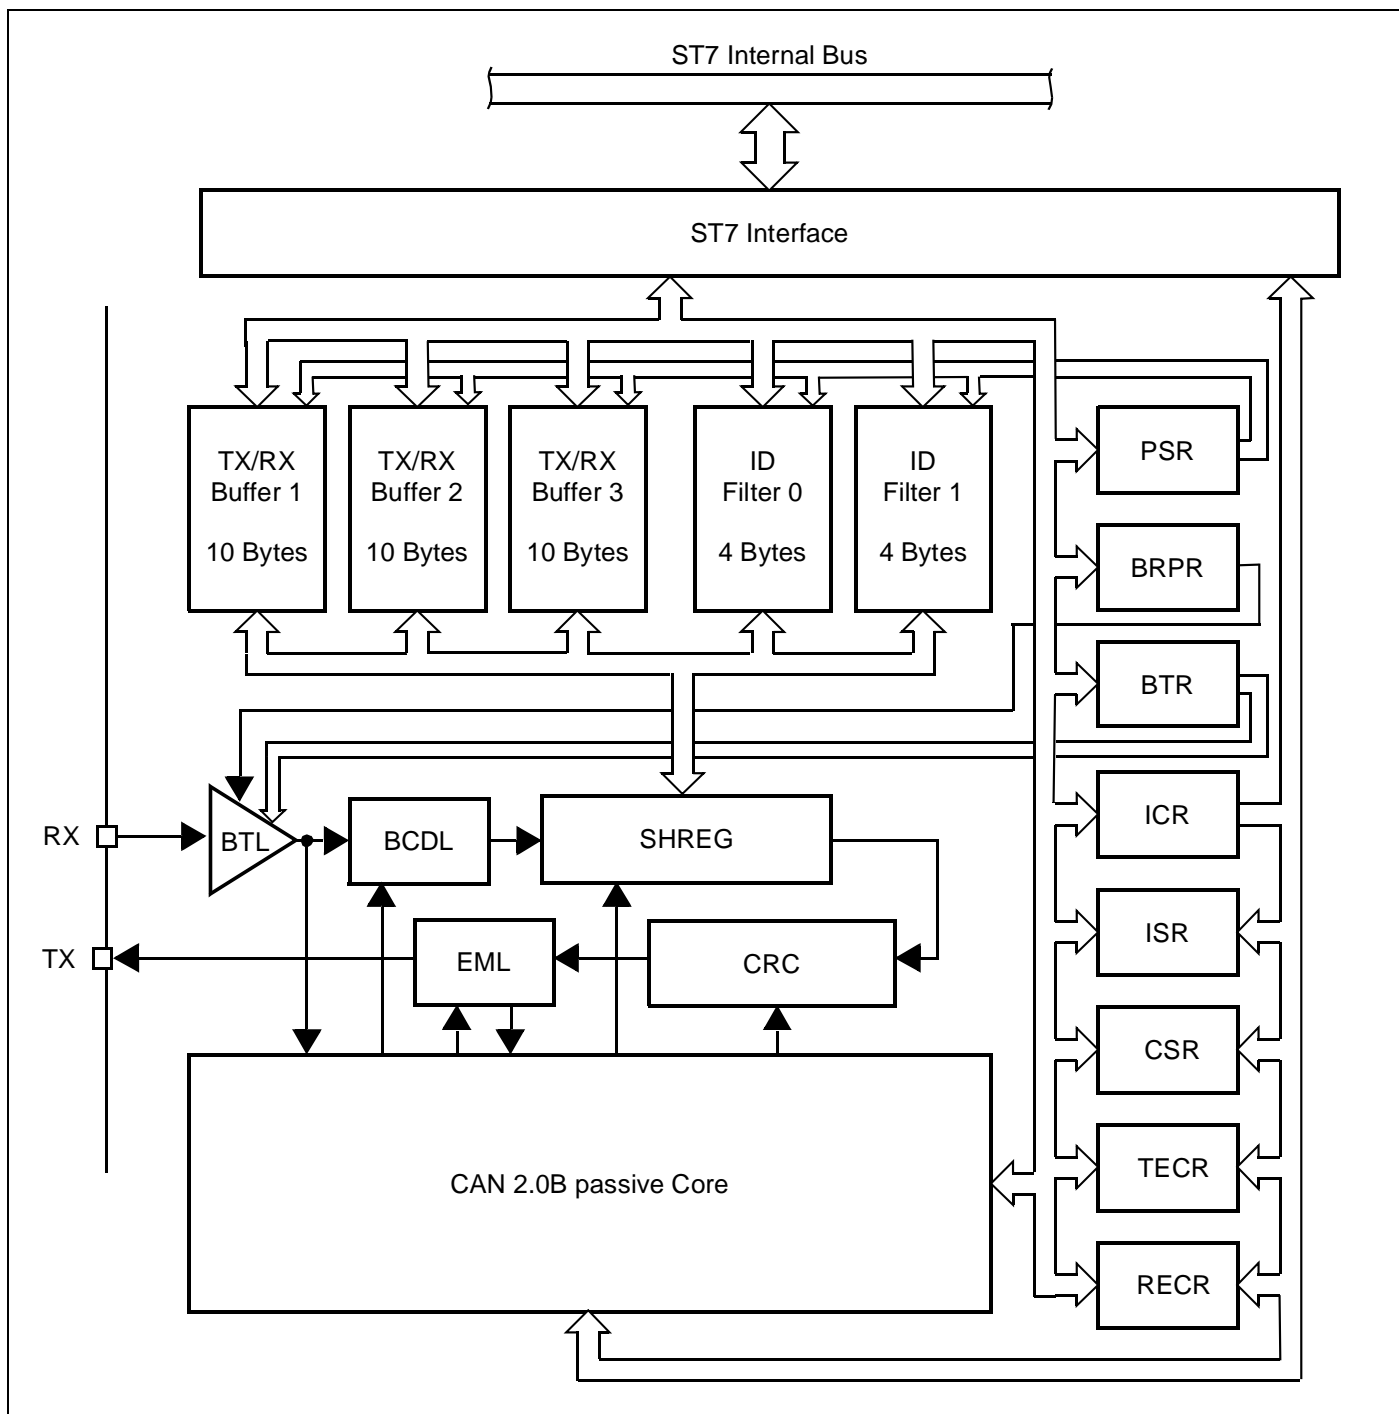 ST7 Internal Bus
ST7 Interface
TX/RX
Buffer 1
10 Bytes
TX/RX
Buffer 2
10 Bytes
TX/RX
Buffer 3
10 Bytes
ID
Filter 0
4 Bytes
ID
Filter 1
4 Bytes
PSR
BRPR
BTR
ICR
ISR
CSR
TECR
RECR
RX
BTL
BCDL
SHREG
TX
EML
CRC
CAN 2.0B passive Core